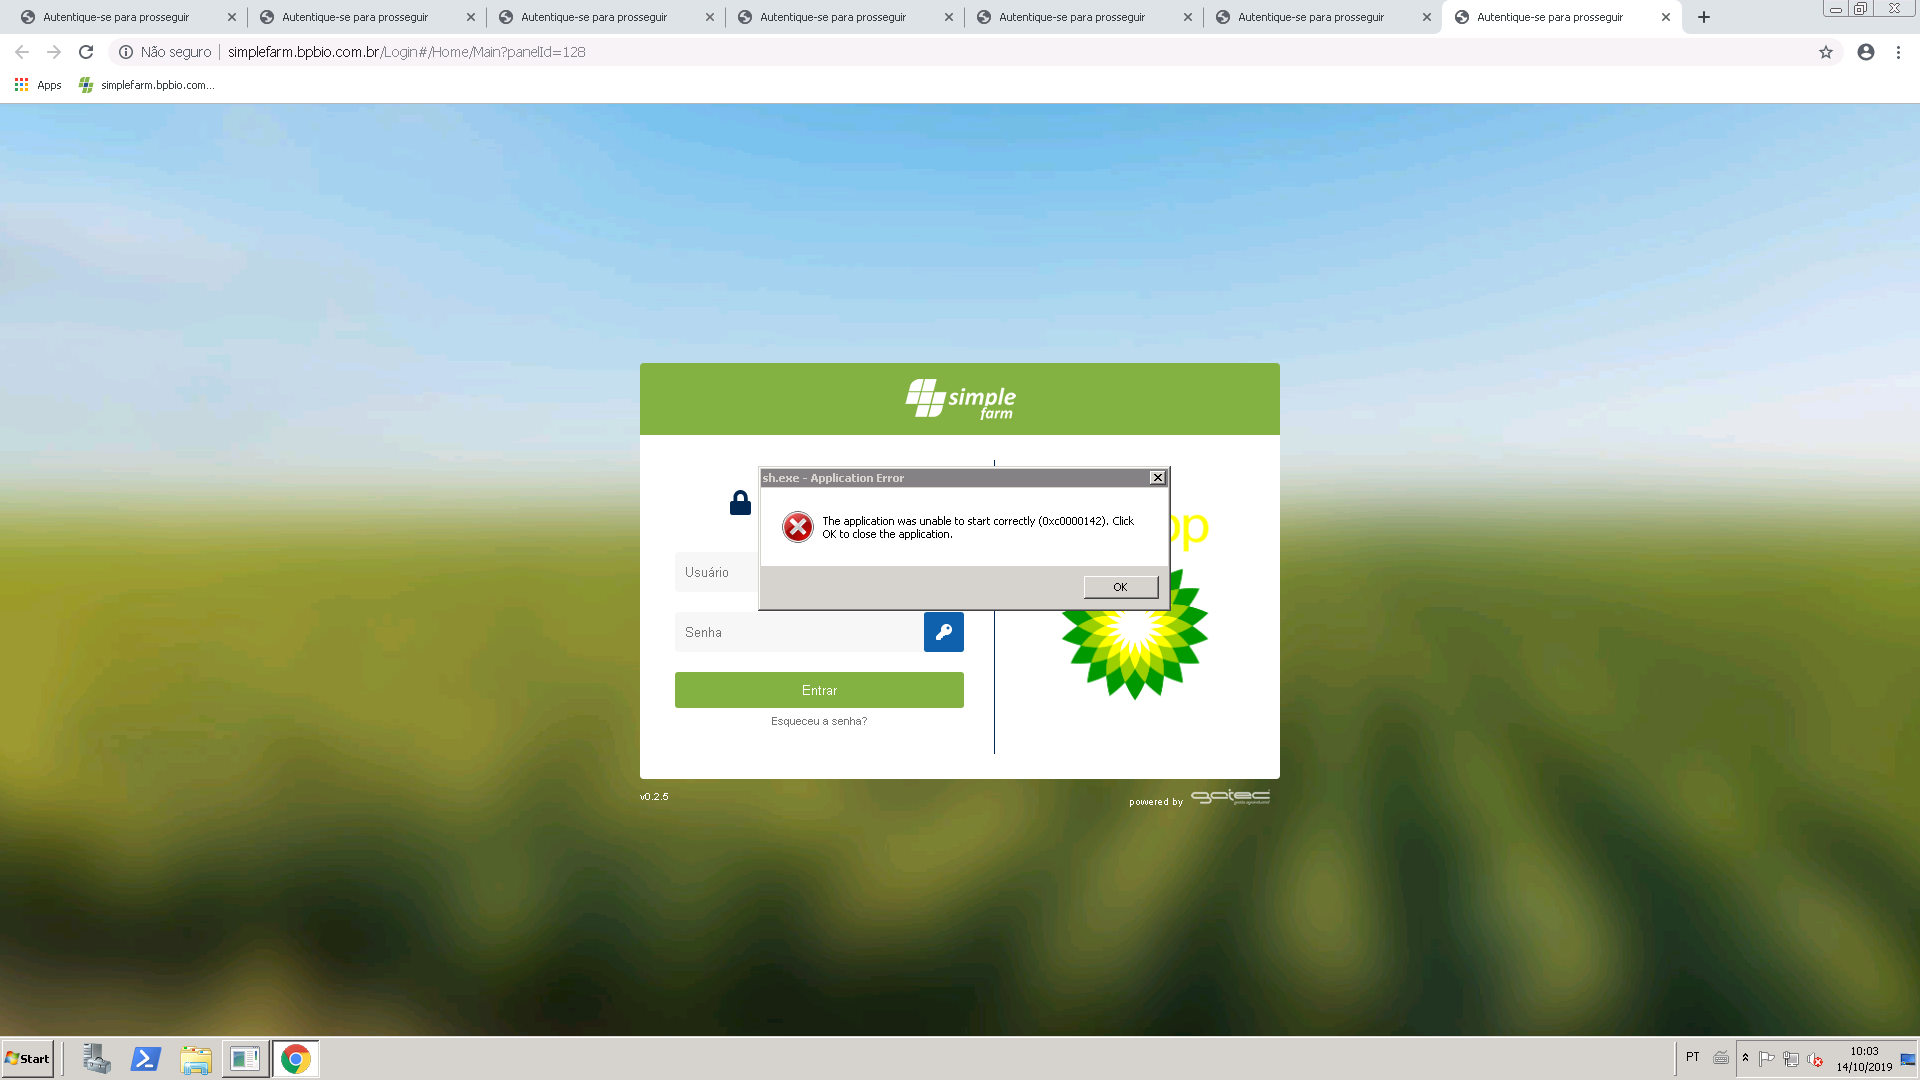 Autentique-se para prosseguir
Autentique-se para prosseguir
Autentique-se para prosseguir
Autentique-se para prosseguir
Autentique-se para prosseguir
Autentique-se para prosseguir
Autentique-se para prosseguir
Não seguro
simplefarm.bpbio.com.br/Login#/Home/Main?panelId=128
Apps
simplefarm.bpbio.com...
simple
farm
sh.exe - Application Error
The application was unable to start correctly (0xc0000142). Click
OK to close the application.
OK
bp
Usuário
Senha
Entrar
Esqueceu a senha?
v0.2.5
powered by
gatec
Start
PT
10:03
14/10/2019